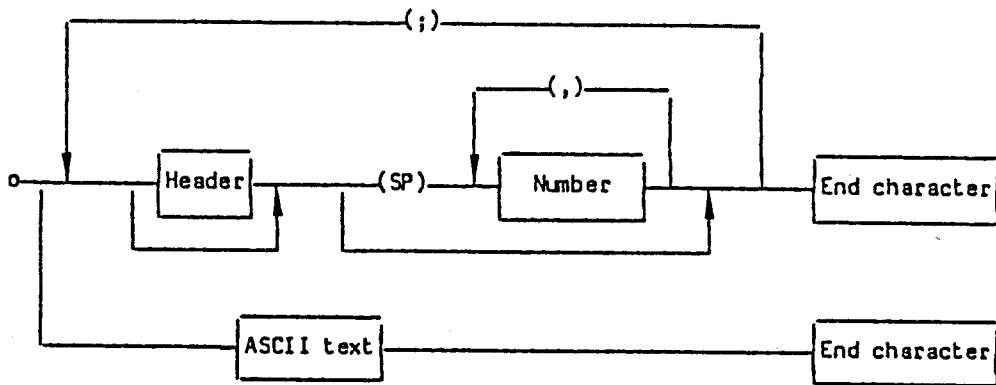 (;)
(,)
Header
(SP)
Number
End character
ASCII text
End character